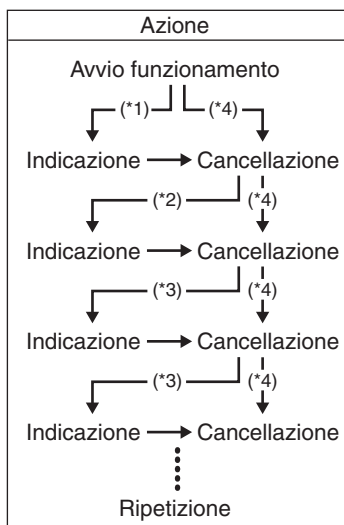 Azione
Avvio funzionamento
(*1) (*4)
Indicazione Cancellazione
(*2) (*4)
Indicazione Cancellazione
(*3) (*4)
Indicazione Cancellazione
(*3) (*4)
Indicazione Cancellazione
Ripetizione